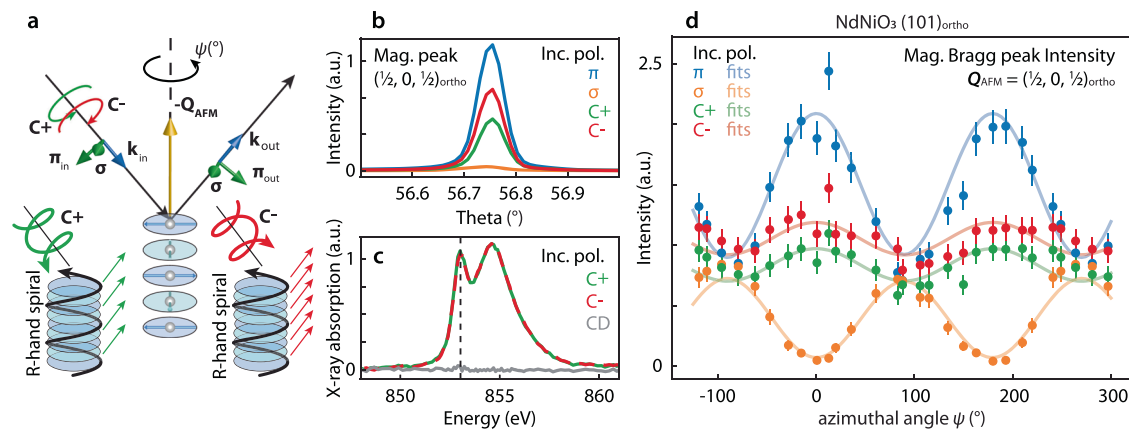 a
ψ(°)
-Q_AFM
C-
C+
k_in
π_in
σ
k_out
π_out
σ
C+
C-
R-hand spiral
R-hand spiral
b
Mag. peak
(½, 0, ½)ortho
Inc. pol.
π
σ
C+
C-
Intensity (a.u.)
1
0
56.6
56.7
56.8
56.9
Theta (°)
c
Inc. pol.
C+
C-
CD
X-ray absorption (a.u.)
1
0
850
855
860
Energy (eV)
d
NdNiO₃ (101)ortho
Inc. pol.
π fits
σ fits
C+ fits
C- fits
Mag. Bragg peak Intensity
Q_AFM = (½, 0, ½)ortho
Intensity (a.u.)
2.5
0
-100
0
100
200
300
azimuthal angle ψ (°)